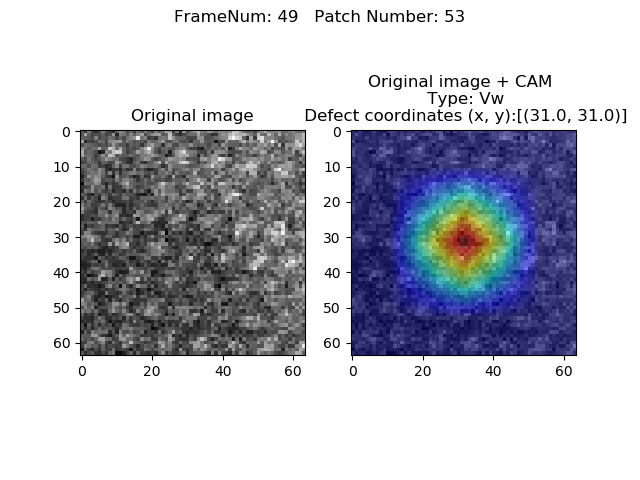 FrameNum: 49   Patch Number: 53
Original image
0
10
20
30
40
50
60
0 20 40 60
Original image + CAM
Type: Vw
Defect coordinates (x, y):[(31.0, 31.0)]
0
10
20
30
40
50
60
0 20 40 60